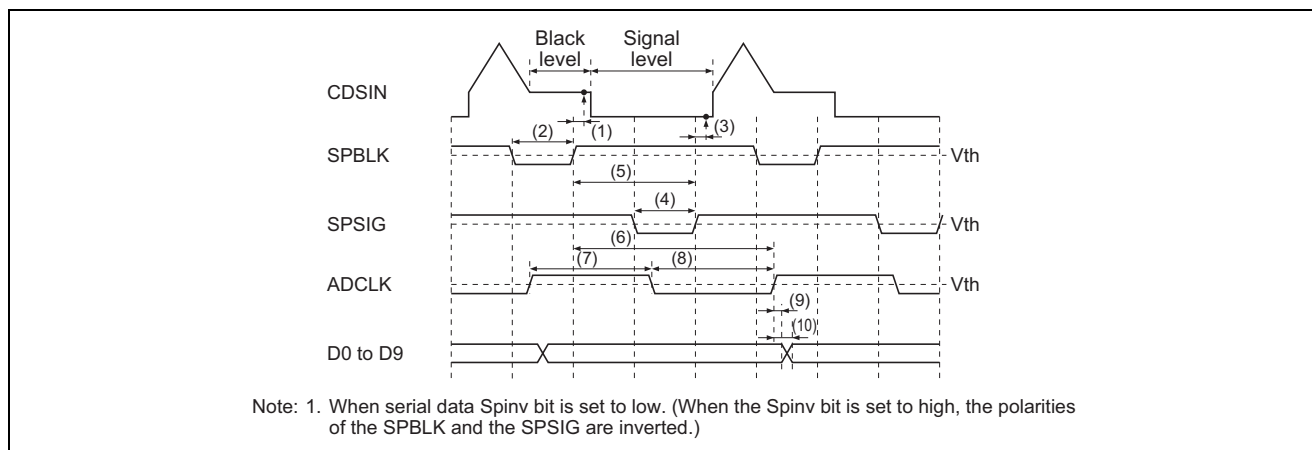 Black level
Signal level
CDSIN
(1)
(3)
(2)
SPBLK
Vth
(5)
(4)
SPSIG
Vth
(6)
(7)
(8)
ADCLK
Vth
(9)
(10)
D0 to D9
Note: 1. When serial data Spinv bit is set to low. (When the Spinv bit is set to high, the polarities
of the SPBLK and the SPSIG are inverted.)